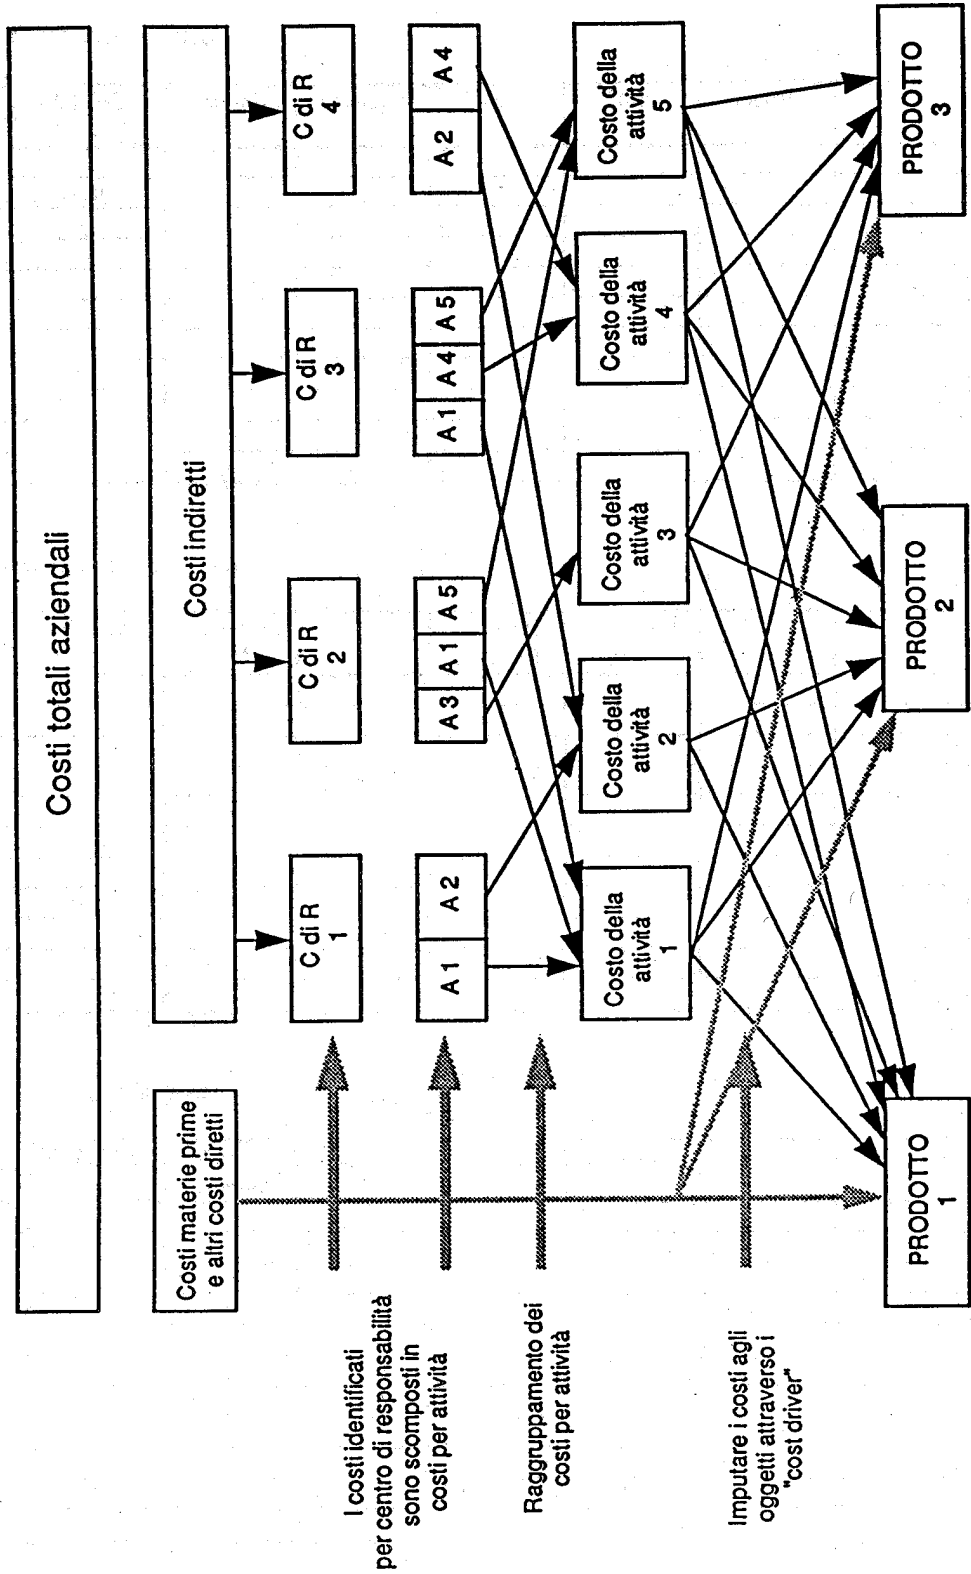 Costi totali aziendali
Costi materie prime
e altri costi diretti
Costi indiretti
C di R
1
C di R
2
C di R
3
C di R
4
I costi identificati
per centro di responsabilità
sono scomposti in
costi per attività
A 1
A 2
A 3
A 1
A 5
A 1
A 4
A 5
A 2
A 4
Raggruppamento dei
costi per attività
Costo della
attività
1
Costo della
attività
2
Costo della
attività
3
Costo della
attività
4
Costo della
attività
5
Imputare i costi agli
oggetti attraverso i
"cost driver"
PRODOTTO
1
PRODOTTO
2
PRODOTTO
3